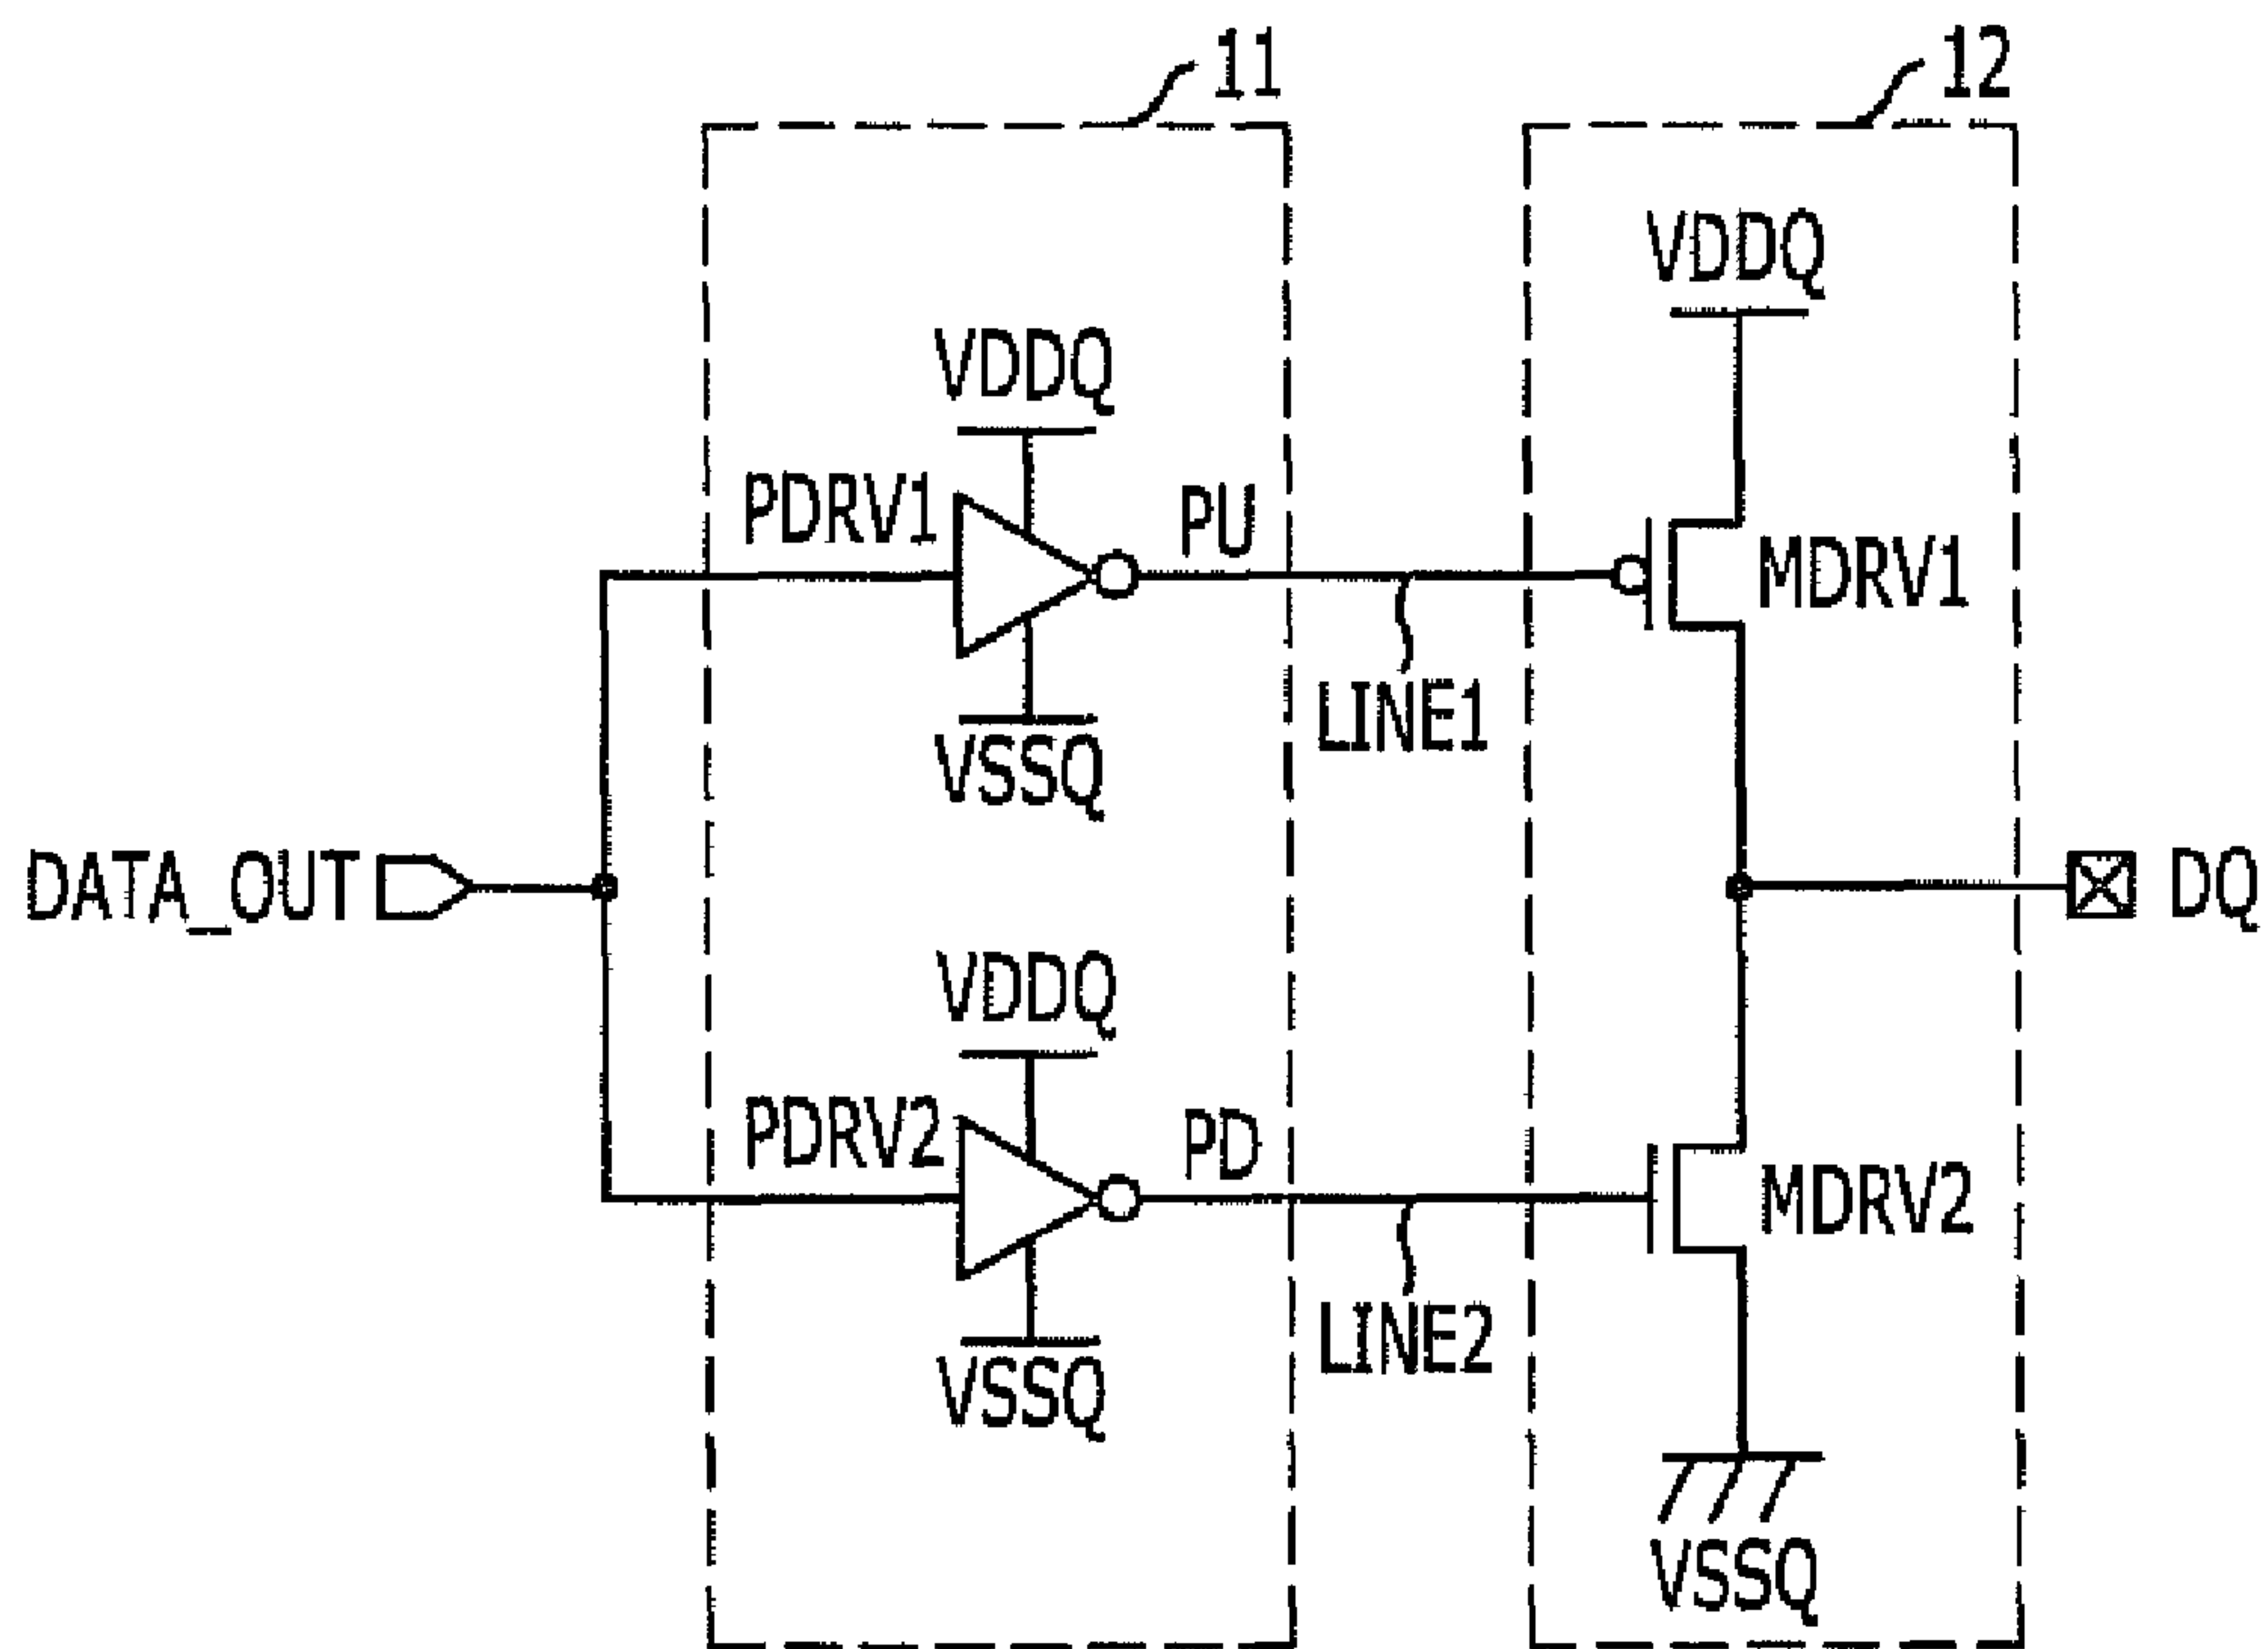 11
12
VDDQ
VDDQ
PDRV1
PU
MDRV1
LINE1
VSSQ
DATA_OUT
DQ
VDDQ
PDRV2
PD
MDRV2
LINE2
VSSQ
VSSQ